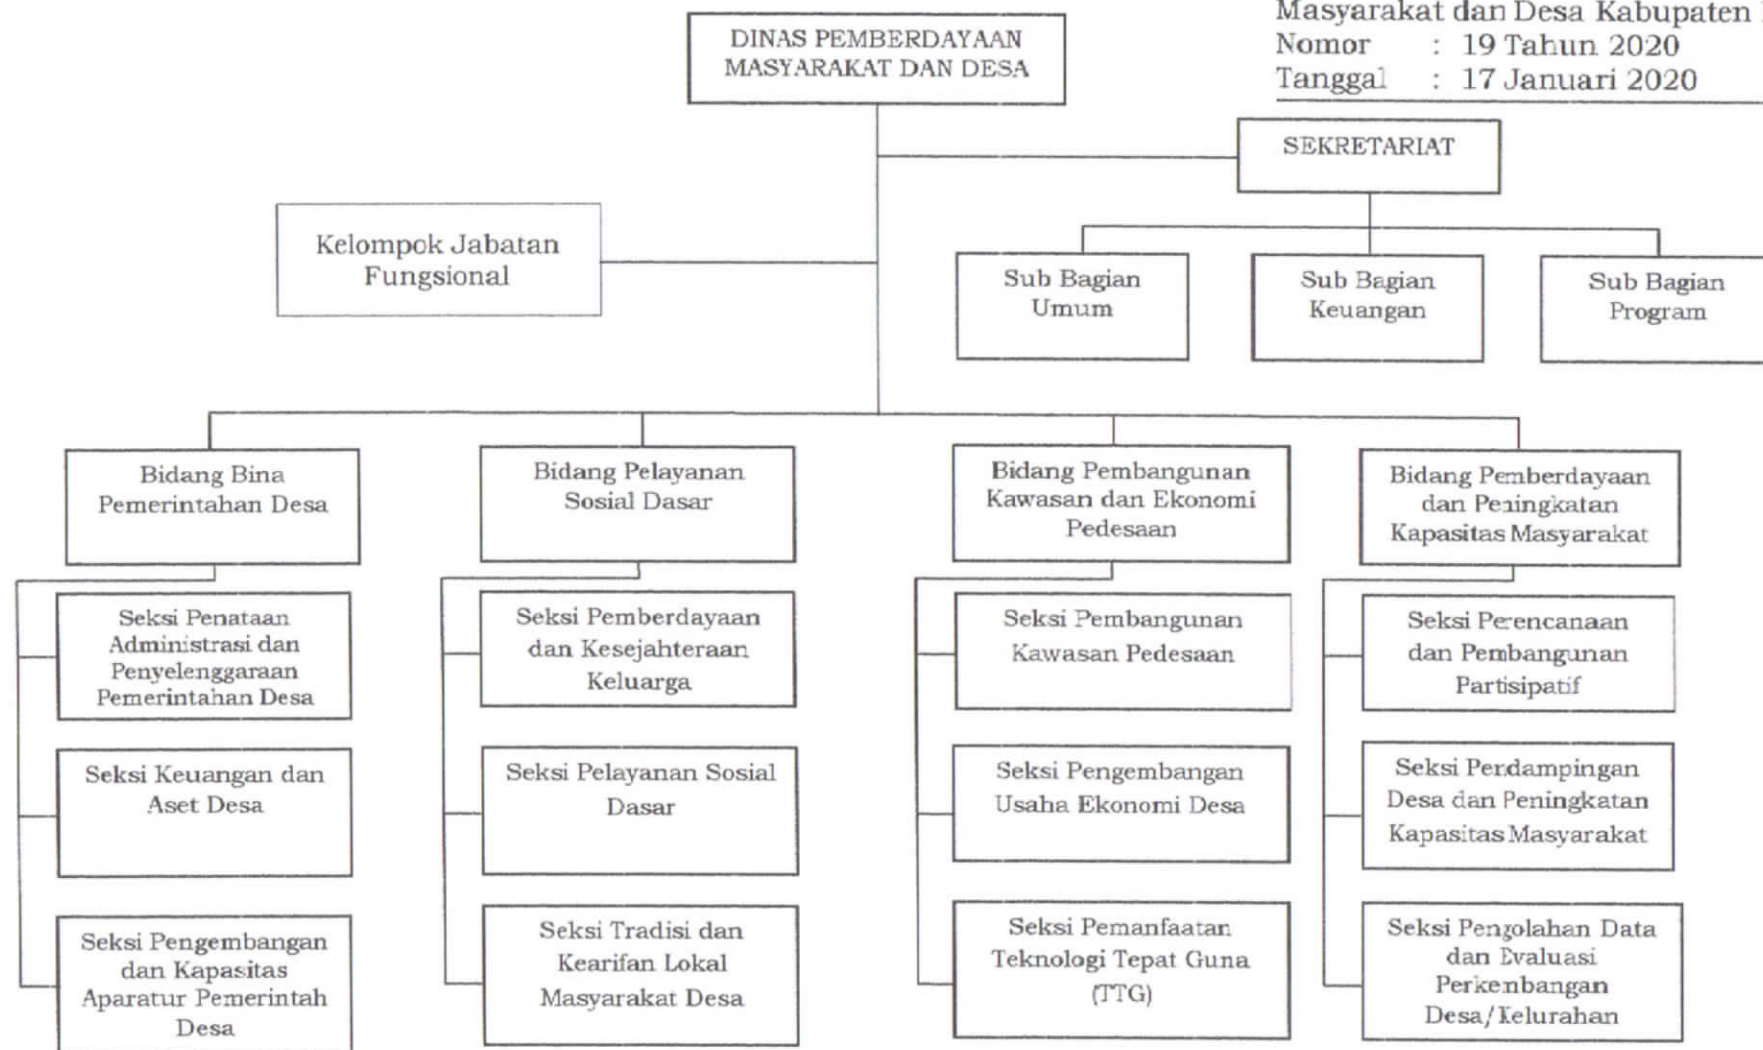 Masyarakat dan Desa Kabupaten
Nomor : 19 Tahun 2020
Tanggal : 17 Januari 2020
DINAS PEMBERDAYAAN
MASYARAKAT DAN DESA
SEKRETARIAT
Kelompok Jabatan
Fungsional
Sub Bagian
Umum
Sub Bagian
Keuangan
Sub Bagian
Program
Bidang Bina
Pemerintahan Desa
Bidang Pelayanan
Sosial Dasar
Bidang Pembangunan
Kawasan dan Ekonomi
Pedesaan
Bidang Pemberdayaan
dan Peningkatan
Kapasitas Masyarakat
Seksi Penataan
Administrasi dan
Penyelenggaraan
Pemerintahan Desa
Seksi Pemberdayaan
dan Kesejahteraan
Keluarga
Seksi Pembangunan
Kawasan Pedesaan
Seksi Perencanaan
dan Pembangunan
Partisipatif
Seksi Keuangan dan
Aset Desa
Seksi Pelayanan Sosial
Dasar
Seksi Pengembangan
Usaha Ekonomi Desa
Seksi Pendampingan
Desa dan Peningkatan
Kapasitas Masyarakat
Seksi Pengembangan
dan Kapasitas
Aparatur Pemerintah
Desa
Seksi Tradisi dan
Kearifan Lokal
Masyarakat Desa
Seksi Pemanfaatan
Teknologi Tepat Guna
(TTG)
Seksi Pengolahan Data
dan Evaluasi
Perkembangan
Desa/Kelurahan